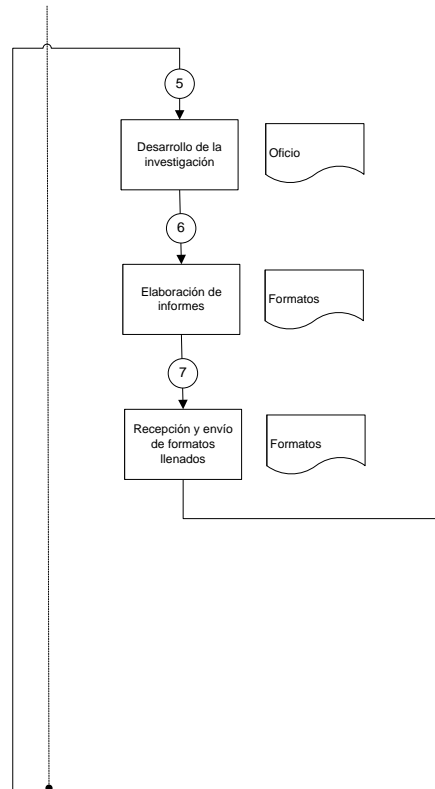 5
Desarrollo de la
investigación
Oficio
6
Elaboración de
informes
Formatos
7
Recepción y envío
de formatos
llenados
Formatos